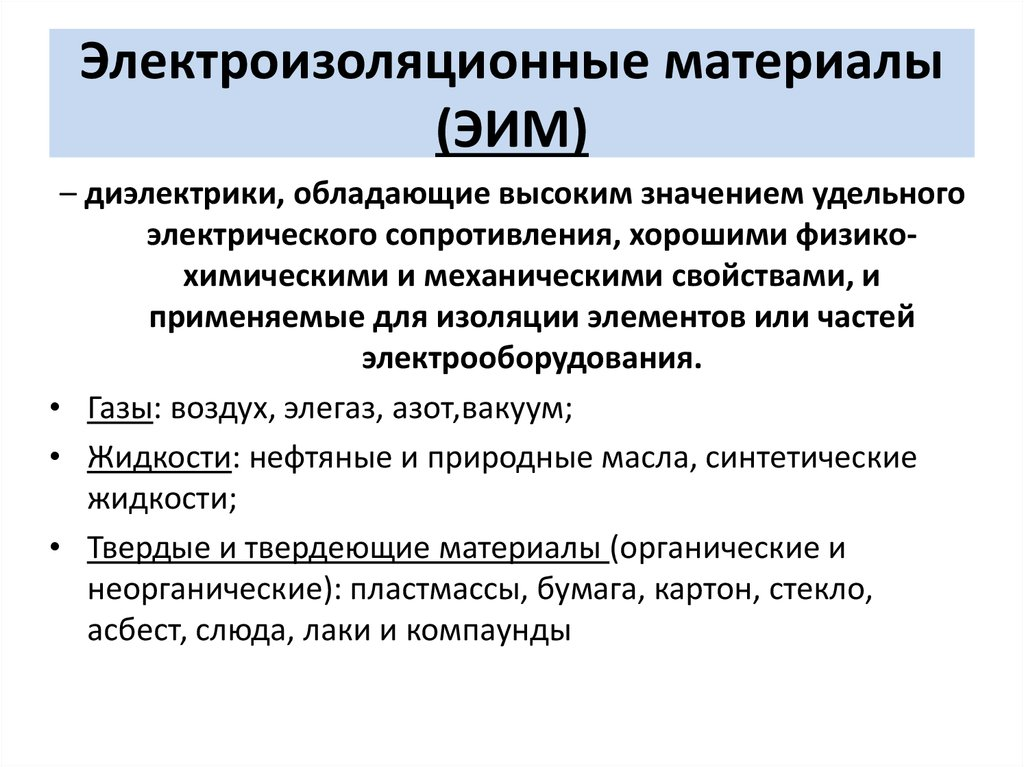 Электроизоляционные материалы
(ЭИМ)
– диэлектрики, обладающие высоким значением удельного
электрического сопротивления, хорошими физико-
химическими и механическими свойствами, и
применяемые для изоляции элементов или частей
электрооборудования.
• Газы: воздух, элегаз, азот,вакуум;
• Жидкости: нефтяные и природные масла, синтетические
жидкости;
• Твердые и твердеющие материалы (органические и
неорганические): пластмассы, бумага, картон, стекло,
асбест, слюда, лаки и компаунды